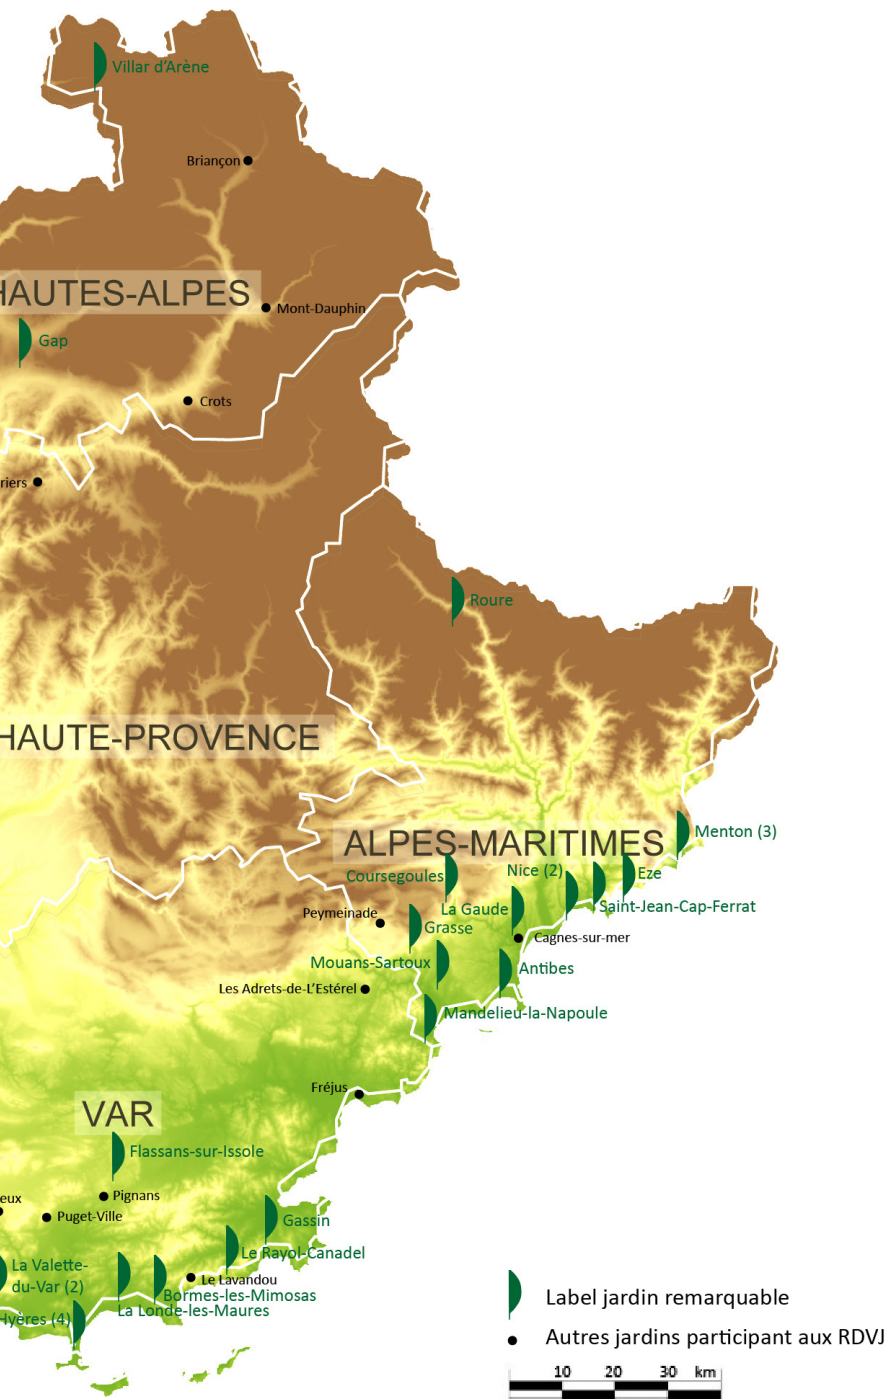 Villar d'Arène
Briançon
HAUTES-ALPES
Mont-Dauphin
Gap
Crots
riers
Roure
HAUTE-PROVENCE
Menton (3)
ALPES-MARITIMES
Coursegoules
Nice (2)
Eze
La Gaude
Saint-Jean-Cap-Ferrat
Peymeinade
Grasse
Cagnes-sur-mer
Mouans-Sartoux
Antibes
Les Adrets-de-L'Estérel
Mandelieu-la-Napoule
Fréjus
VAR
Flassans-sur-Issole
eux
Pignans
Puget-Ville
Gassin
Le Rayol-Canadel
La Valette-
du-Var (2)
Le Lavandou
Bormes-les-Mimosas
La Londe-les-Maures
Hyères (4)
Label jardin remarquable
Autres jardins participant aux RDVJ
10 20 30 km